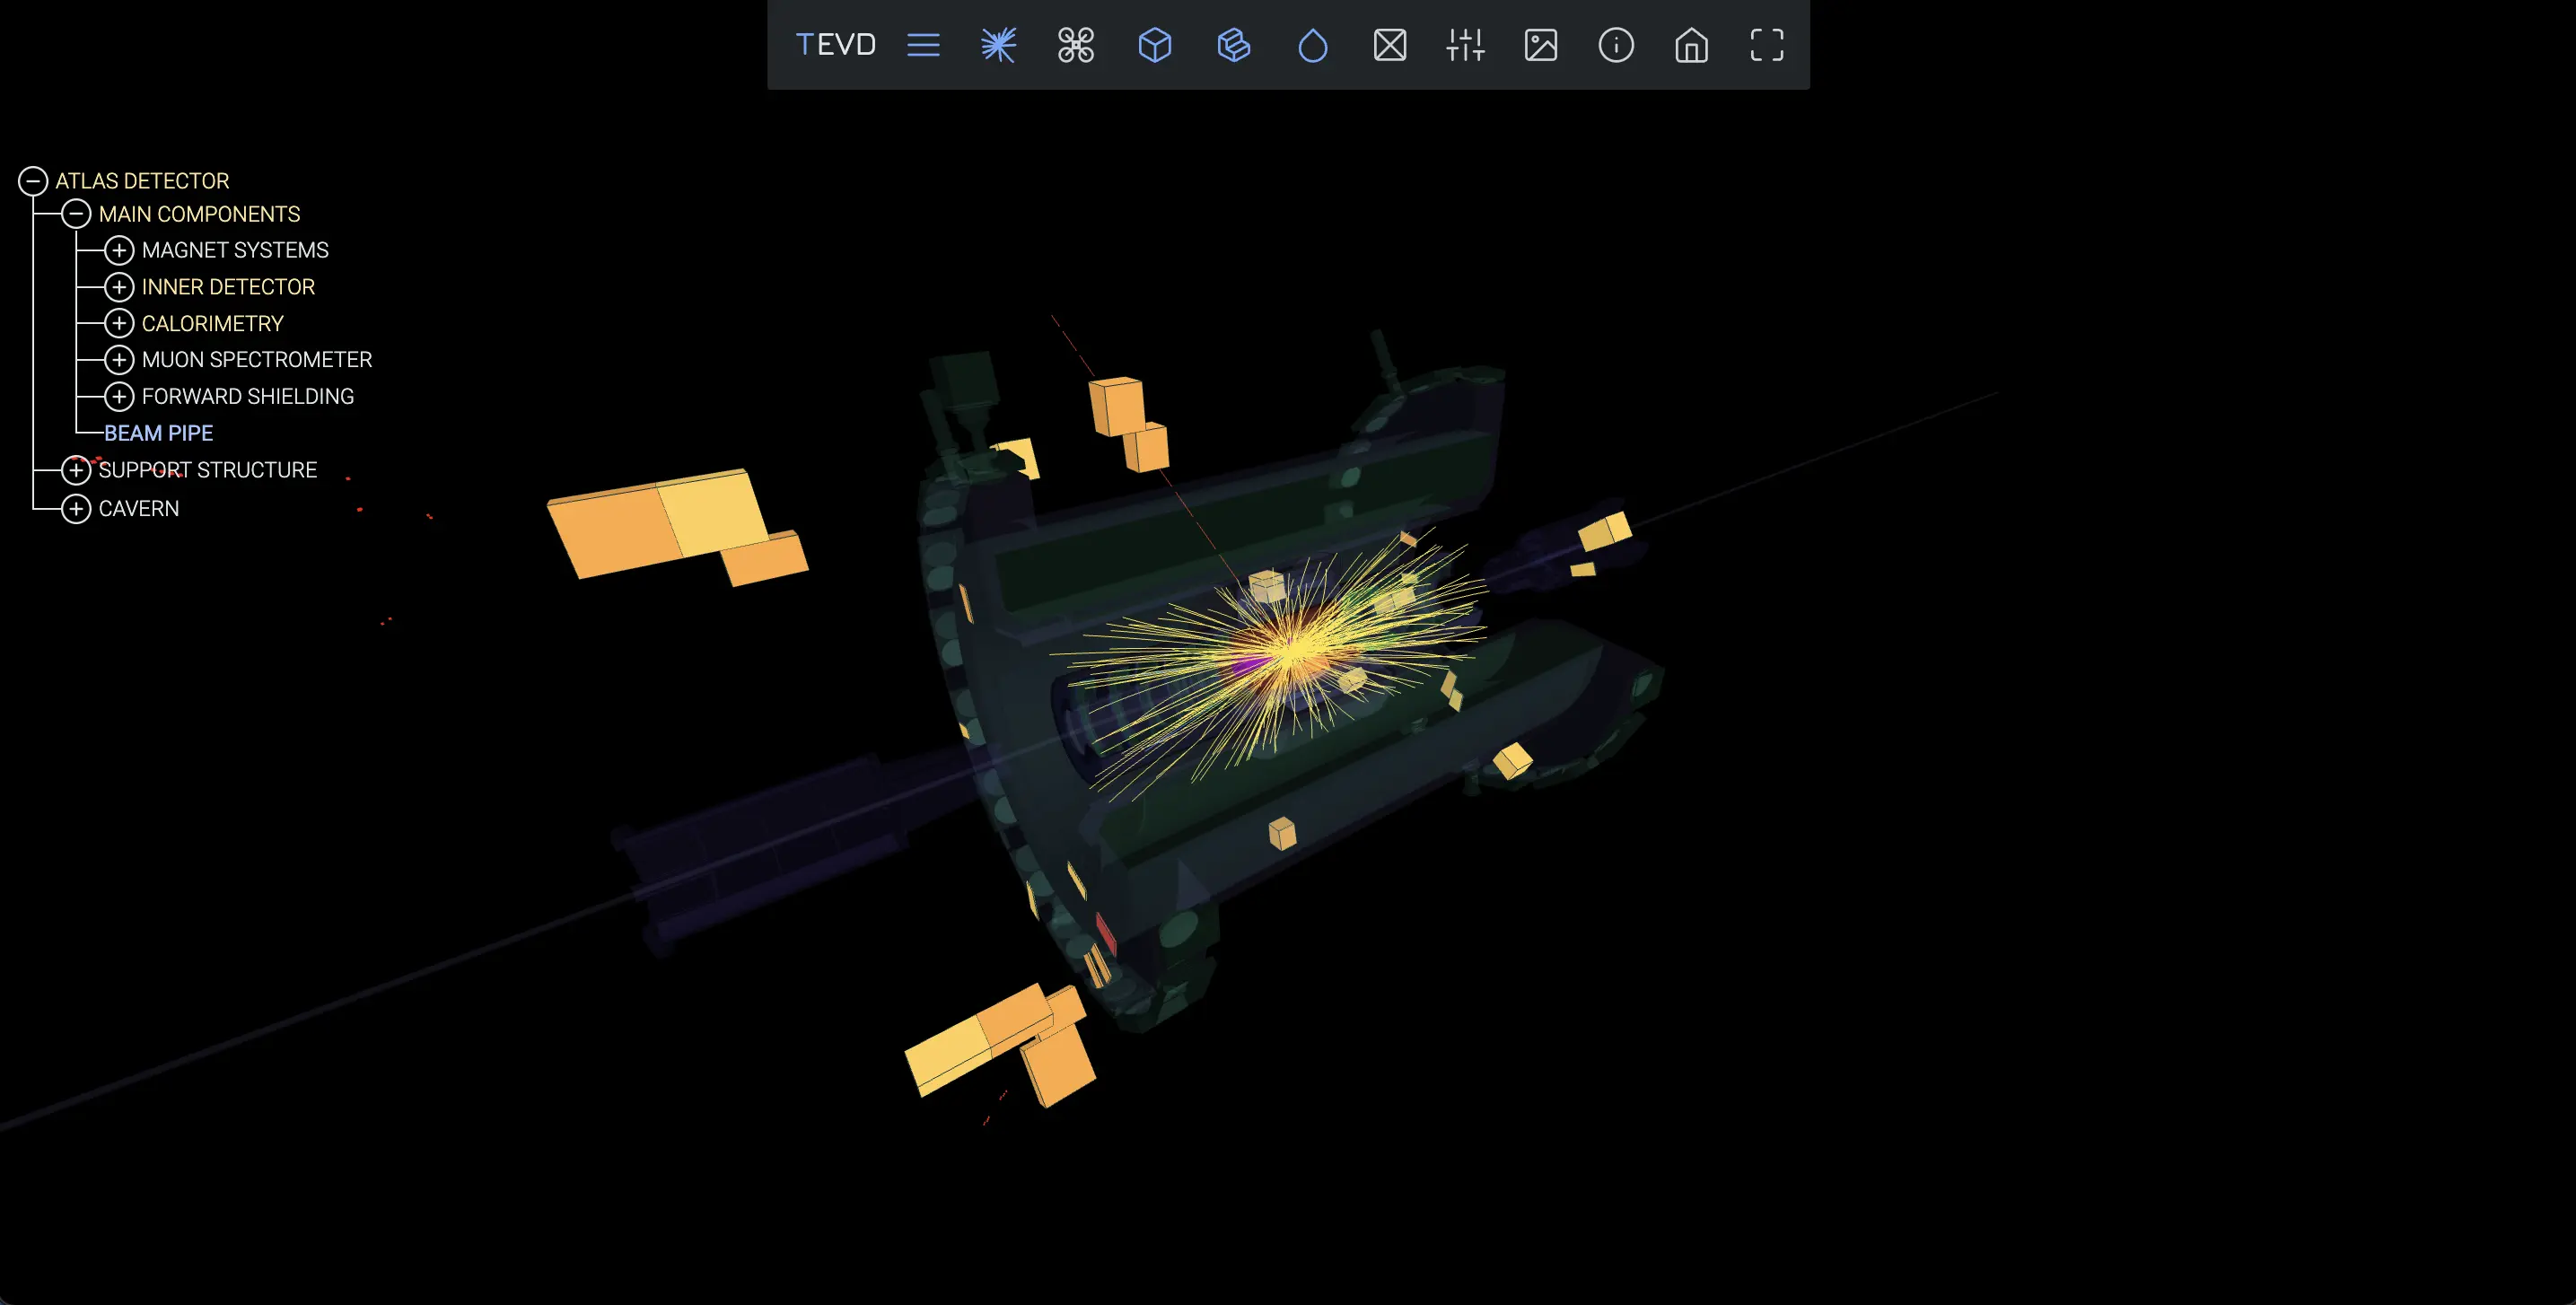 TEVD
ATLAS DETECTOR
MAIN COMPONENTS
MAGNET SYSTEMS
INNER DETECTOR
CALORIMETRY
MUON SPECTROMETER
FORWARD SHIELDING
BEAM PIPE
SUPPORT STRUCTURE
CAVERN